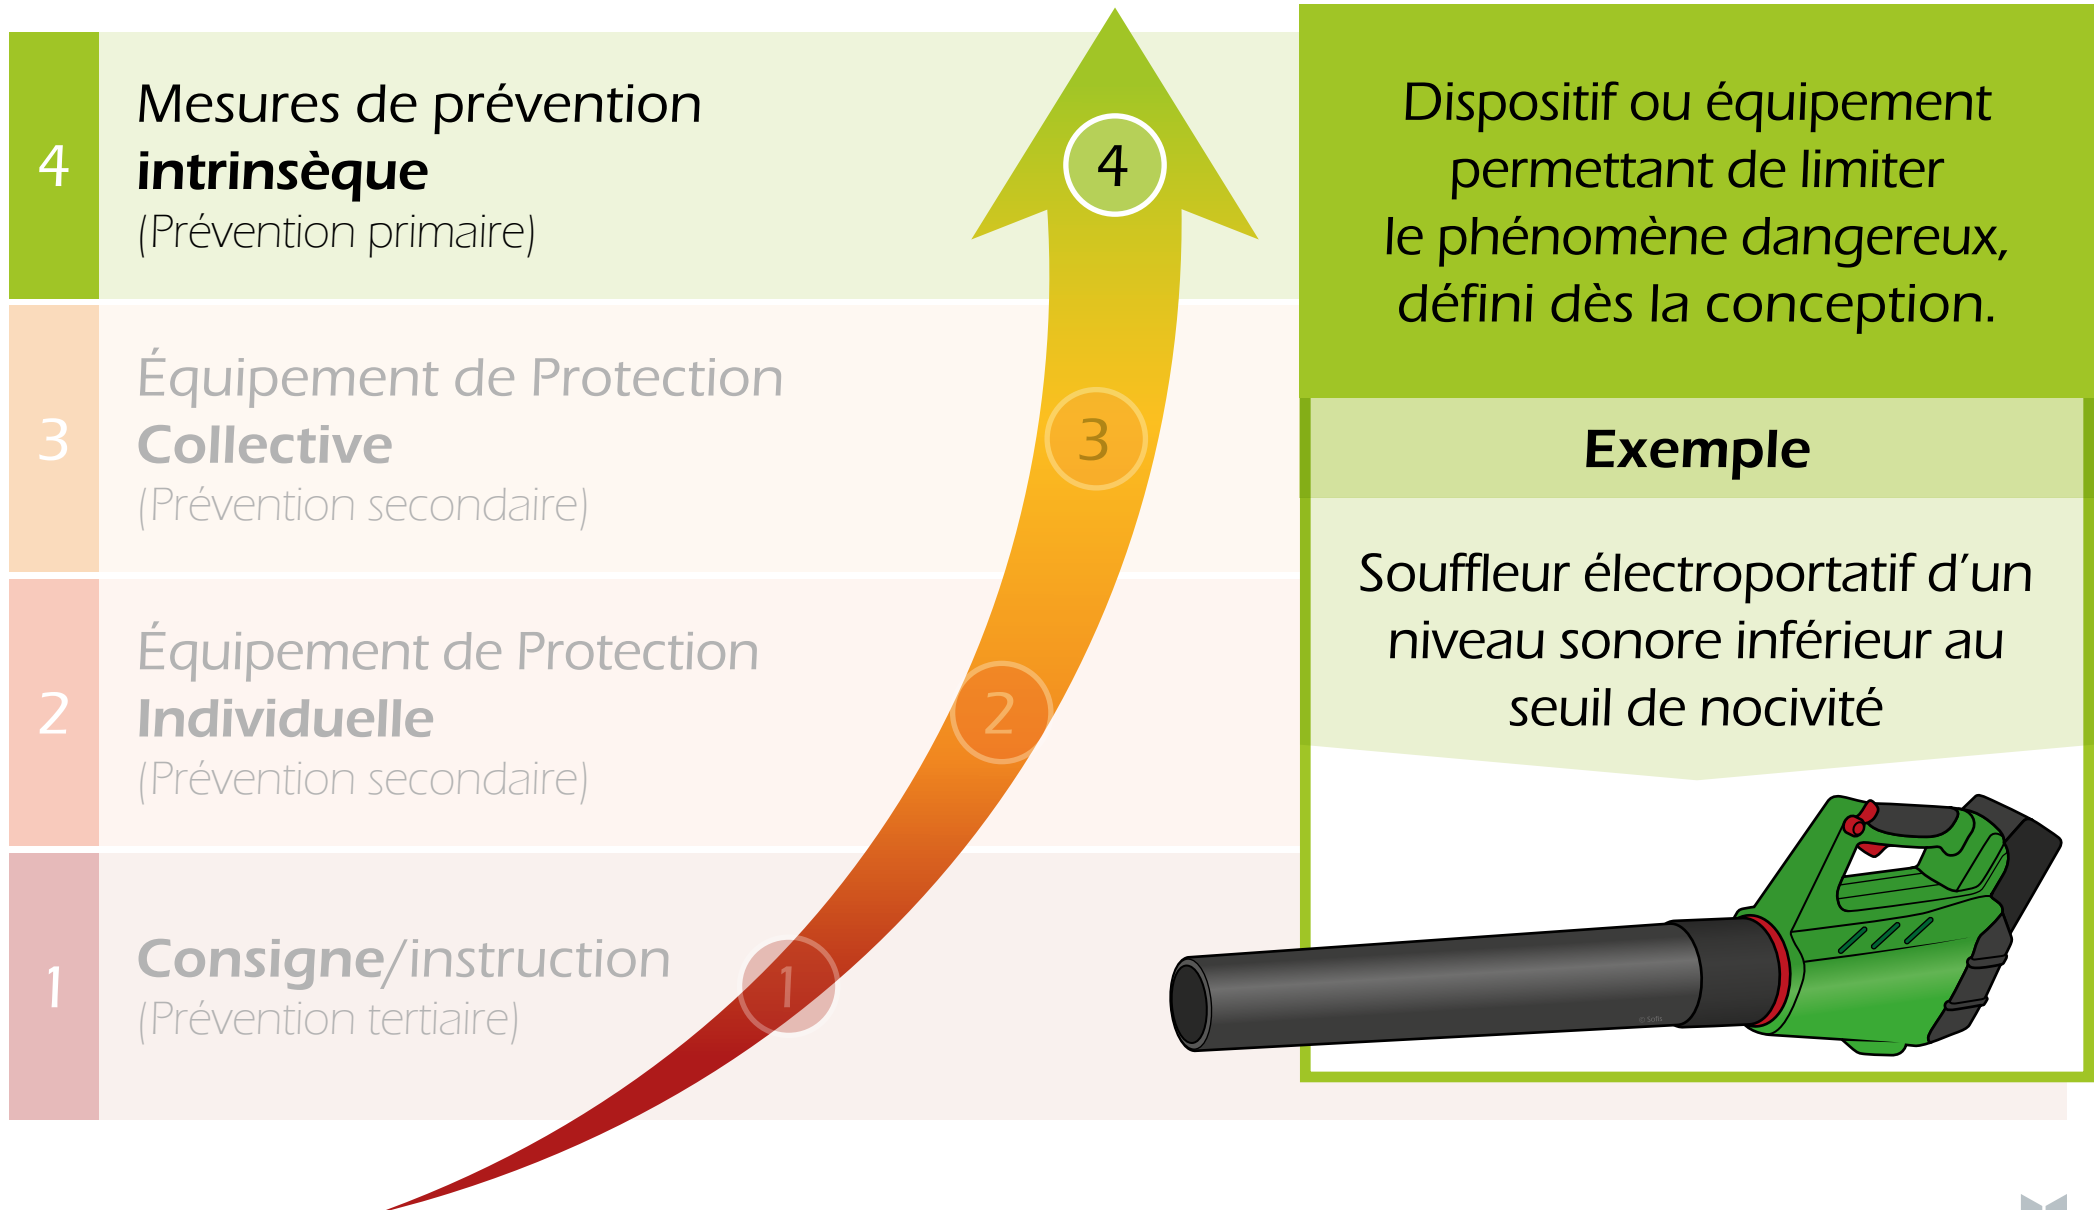 4
Mesures de prévention
intrinsèque
(Prévention primaire)
4
3
Équipement de Protection
Collective
(Prévention secondaire)
3
2
Équipement de Protection
Individuelle
(Prévention secondaire)
2
1
Consigne/instruction
(Prévention tertiaire)
1
Dispositif ou équipement
permettant de limiter
le phénomène dangereux,
défini dès la conception.
Exemple
Souffleur électroportatif d’un
niveau sonore inférieur au
seuil de nocivité